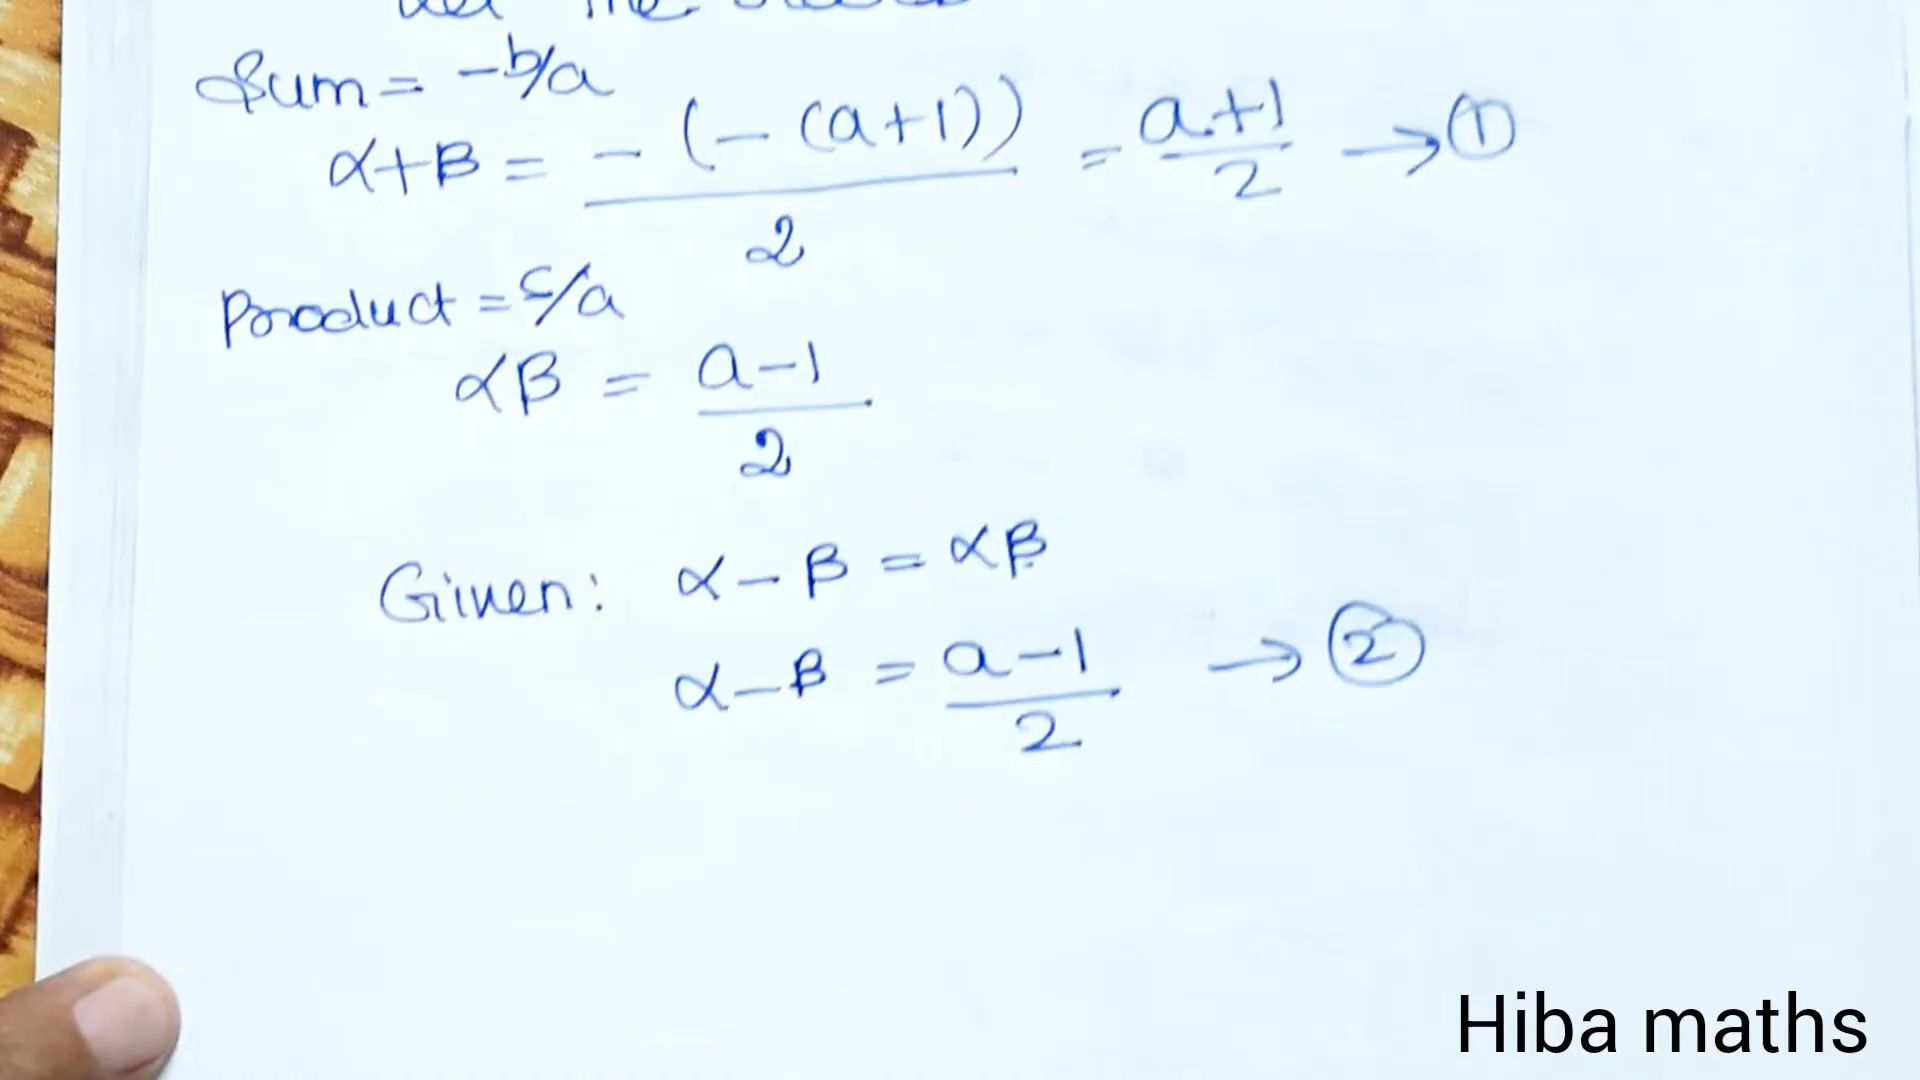 Sum = -b/a
α+β = -(-(a+1))/2 = a+1/2 → ①
Product = c/a
αβ = a-1/2
Given: α-β = αβ
α-β = a-1/2 → ②
Hiba maths